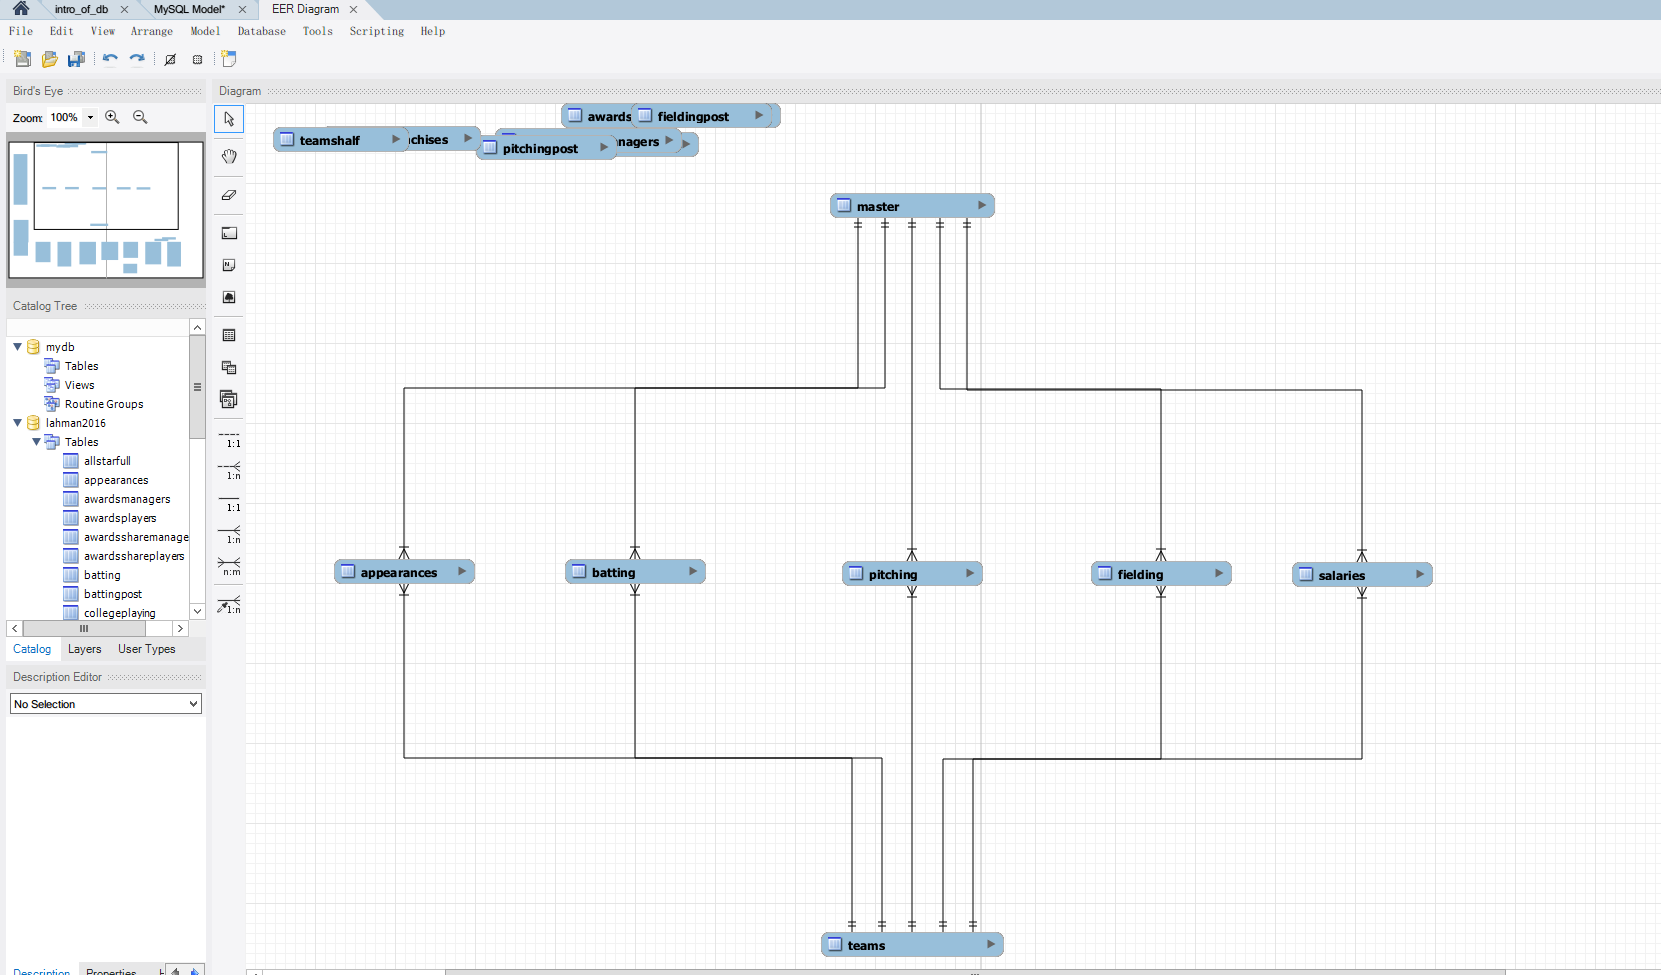 intro_of_db
MySQL Model*
EER Diagram
File Edit View Arrange Model Database Tools Scripting Help
Bird's Eye
Diagram
Zoom: 100%
awards
fieldingpost
teamshalf
chises
pitchingpost
nagers
master
Catalog Tree
mydb
Tables
Views
Routine Groups
lahman2016
Tables
allstarfull
appearances
awardsmanagers
awardsplayers
awardssharemanage
awardsshareplayers
batting
battingpost
collegeplaying
1:1
1:n
1:1
1:n
n:m
1:n
appearances
batting
pitching
fielding
salaries
Catalog Layers User Types
Description Editor
No Selection
teams
Description Properties